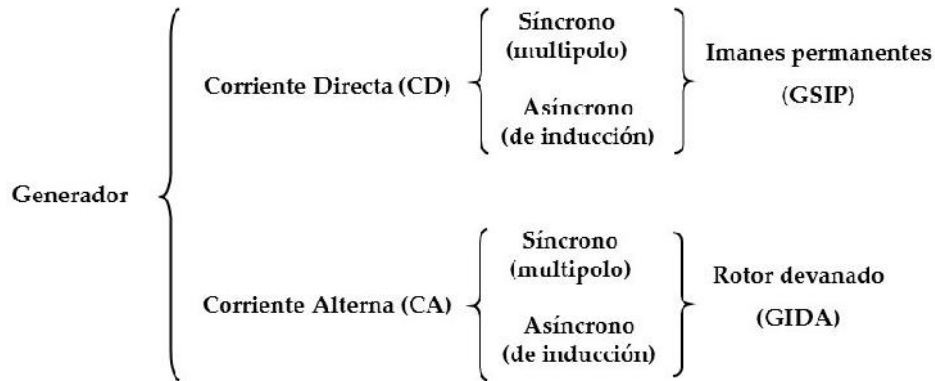 Generador
Corriente Directa (CD)
Síncrono
(multipolo)
Asíncrono
(de inducción)
Imanes permanentes
(GSIP)
Corriente Alterna (CA)
Síncrono
(multipolo)
Asíncrono
(de inducción)
Rotor devanado
(GIDA)